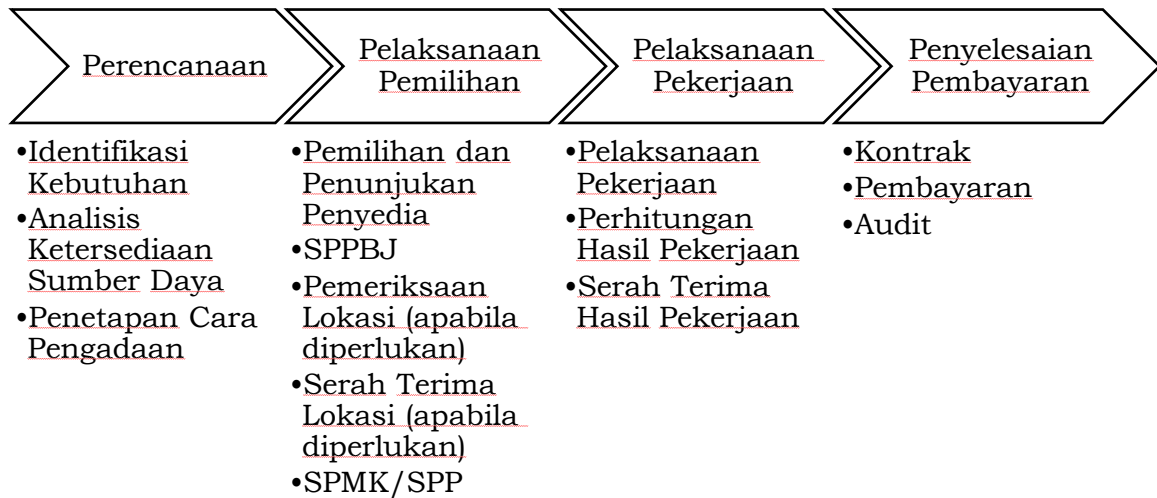 Perencanaan
•Identifikasi
Kebutuhan
•Analisis
Ketersediaan
Sumber Daya
•Penetapan Cara
Pengadaan
Pelaksanaan
Pemilihan
•Pemilihan dan
Penunjukan
Penyedia
•SPPBJ
•Pemeriksaan
Lokasi (apabila
diperlukan)
•Serah Terima
Lokasi (apabila
diperlukan)
•SPMK/SPP
Pelaksanaan
Pekerjaan
•Pelaksanaan
Pekerjaan
•Perhitungan
Hasil Pekerjaan
•Serah Terima
Hasil Pekerjaan
Penyelesaian
Pembayaran
•Kontrak
•Pembayaran
•Audit